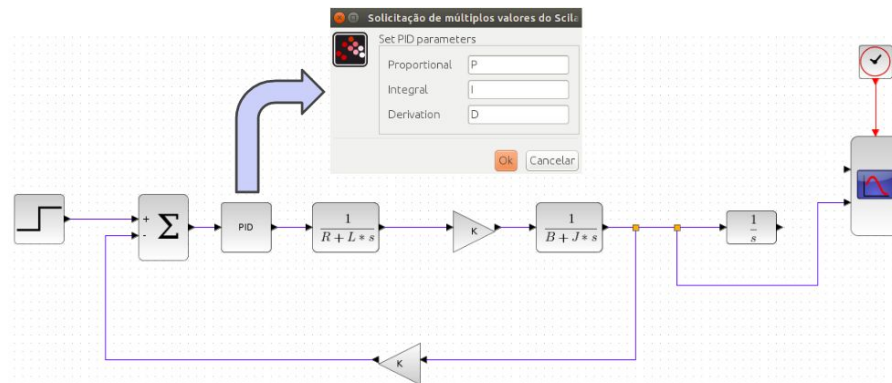 Solicitação de múltiplos valores do Scila
Set PID parameters
Proportional P
Integral I
Derivation D
Ok Cancelar
+
-
Σ
PID
1
R + L * s
K
1
B + J * s
1
s
K